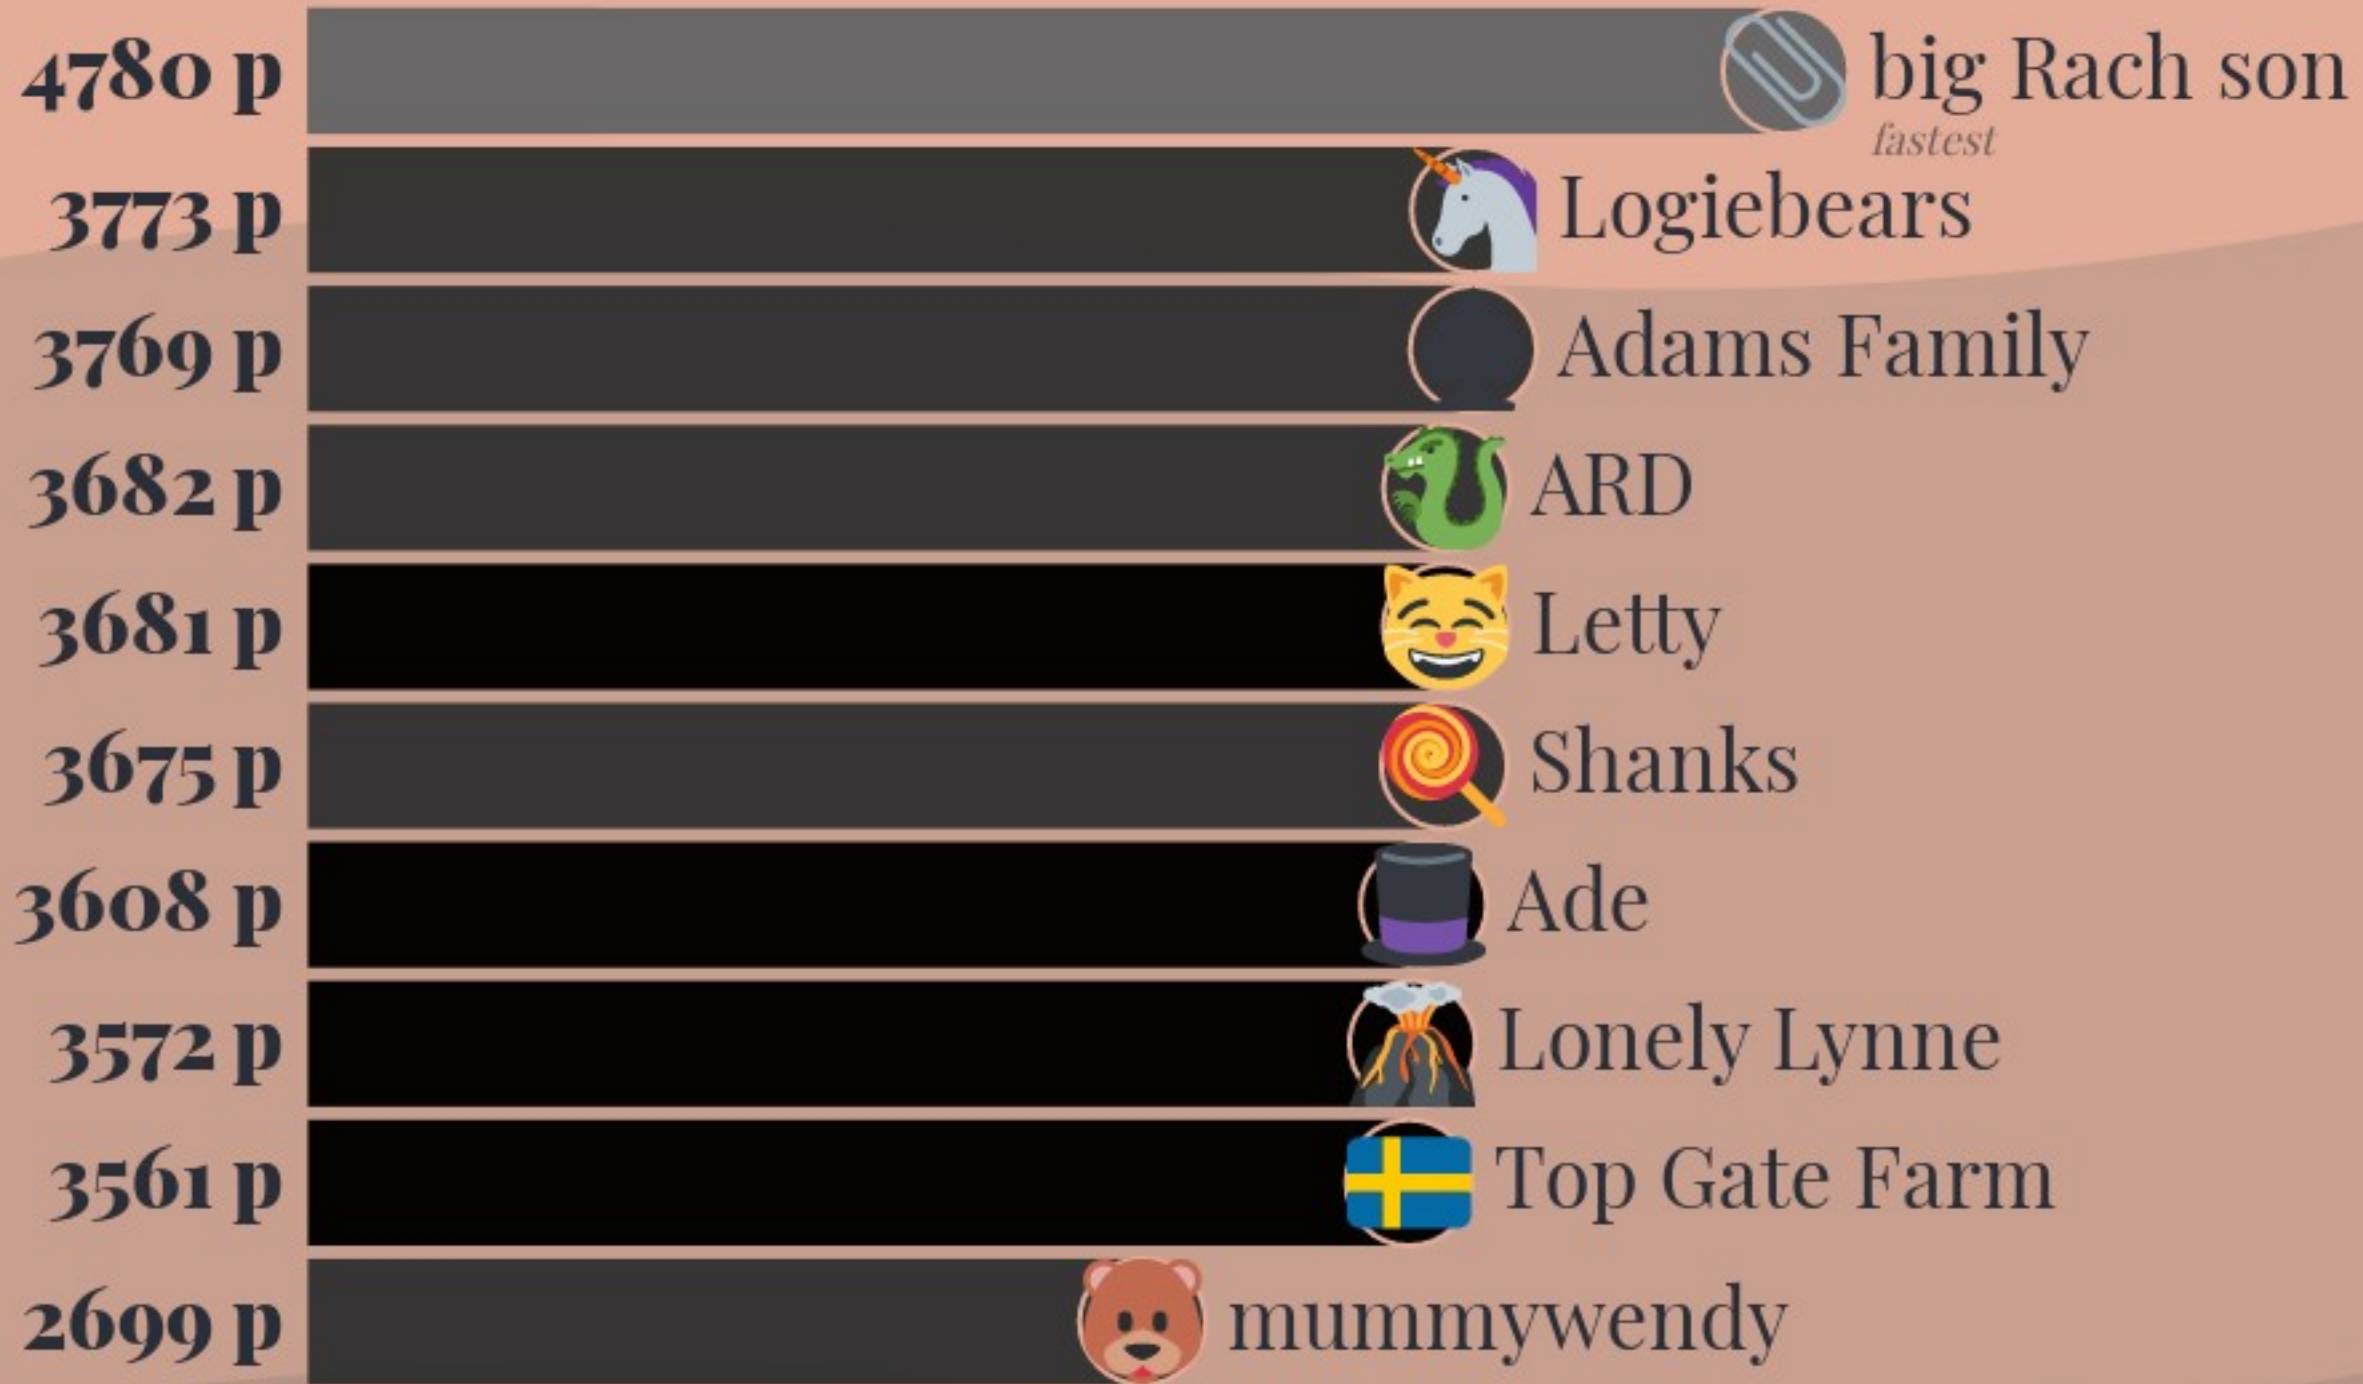 4780 p big Rach son
fastest
3773 p Logiebears
3769 p Adams Family
3682 p ARD
3681 p Letty
3675 p Shanks
3608 p Ade
3572 p Lonely Lynne
3561 p Top Gate Farm
2699 p mummywendy